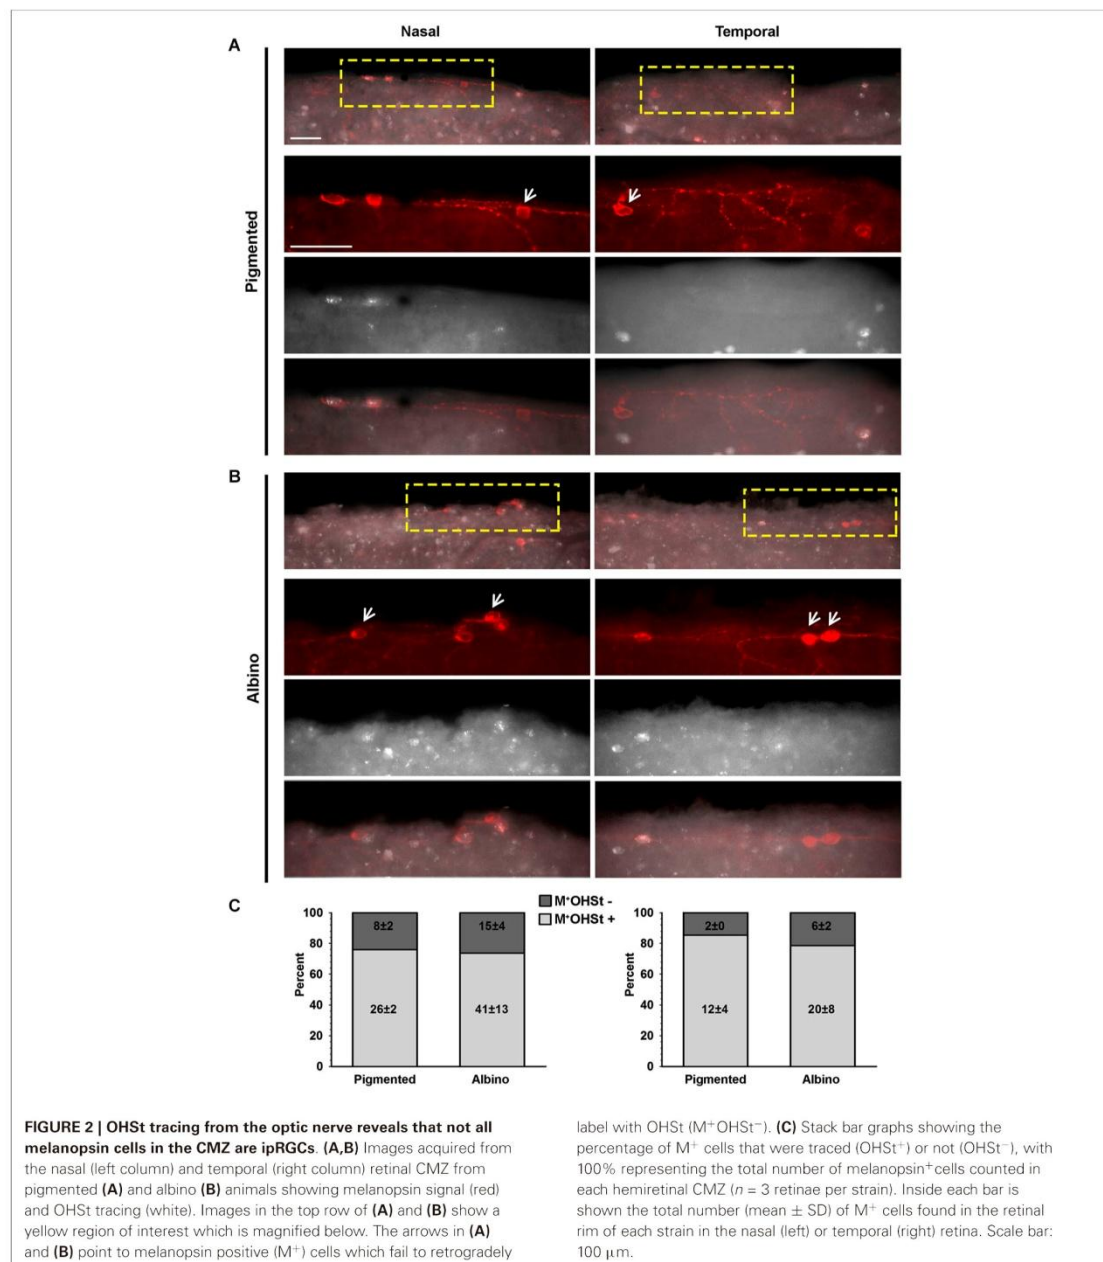 Nasal
Temporal
A
Pigmented
B
Albino
C
M⁺OHSt -
M⁺OHSt +
100
80
60
40
20
0
Percent
8±2
15±4
26±2
41±13
Pigmented
Albino
100
80
60
40
20
0
Percent
2±0
6±2
12±4
20±8
Pigmented
Albino
FIGURE 2 | OHSt tracing from the optic nerve reveals that not all
melanopsin cells in the CMZ are ipRGCs. (A,B) Images acquired from
the nasal (left column) and temporal (right column) retinal CMZ from
pigmented (A) and albino (B) animals showing melanopsin signal (red)
and OHSt tracing (white). Images in the top row of (A) and (B) show a
yellow region of interest which is magnified below. The arrows in (A)
and (B) point to melanopsin positive (M⁺) cells which fail to retrogradely
label with OHSt (M⁺OHSt⁻). (C) Stack bar graphs showing the
percentage of M⁺ cells that were traced (OHSt⁺) or not (OHSt⁻), with
100% representing the total number of melanopsin⁺cells counted in
each hemiretinal CMZ (n = 3 retinae per strain). Inside each bar is
shown the total number (mean ± SD) of M⁺ cells found in the retinal
rim of each strain in the nasal (left) or temporal (right) retina. Scale bar:
100 μm.